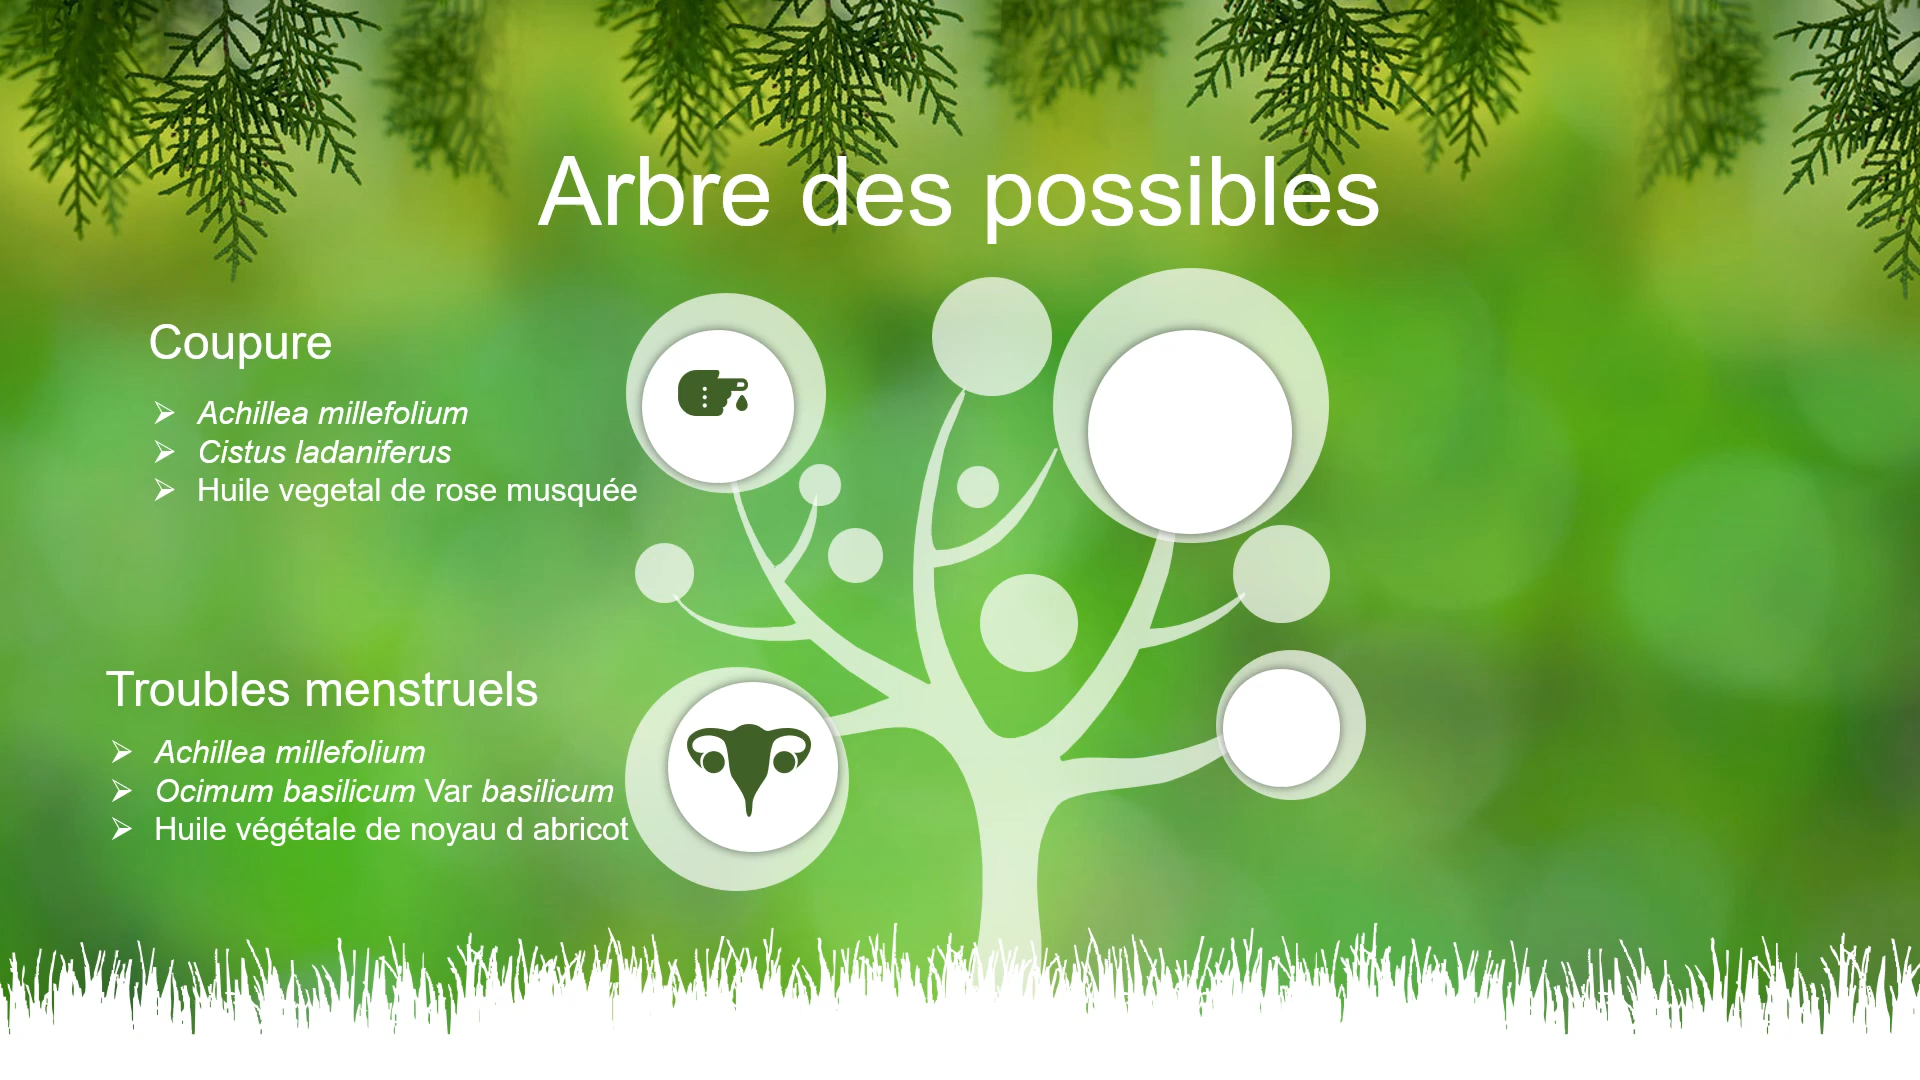 Arbre des possibles
Coupure
➢ Achillea millefolium
➢ Cistus ladaniferus
➢ Huile vegetal de rose musquée
Troubles menstruels
➢ Achillea millefolium
➢ Ocimum basilicum Var basilicum
➢ Huile végétale de noyau d abricot